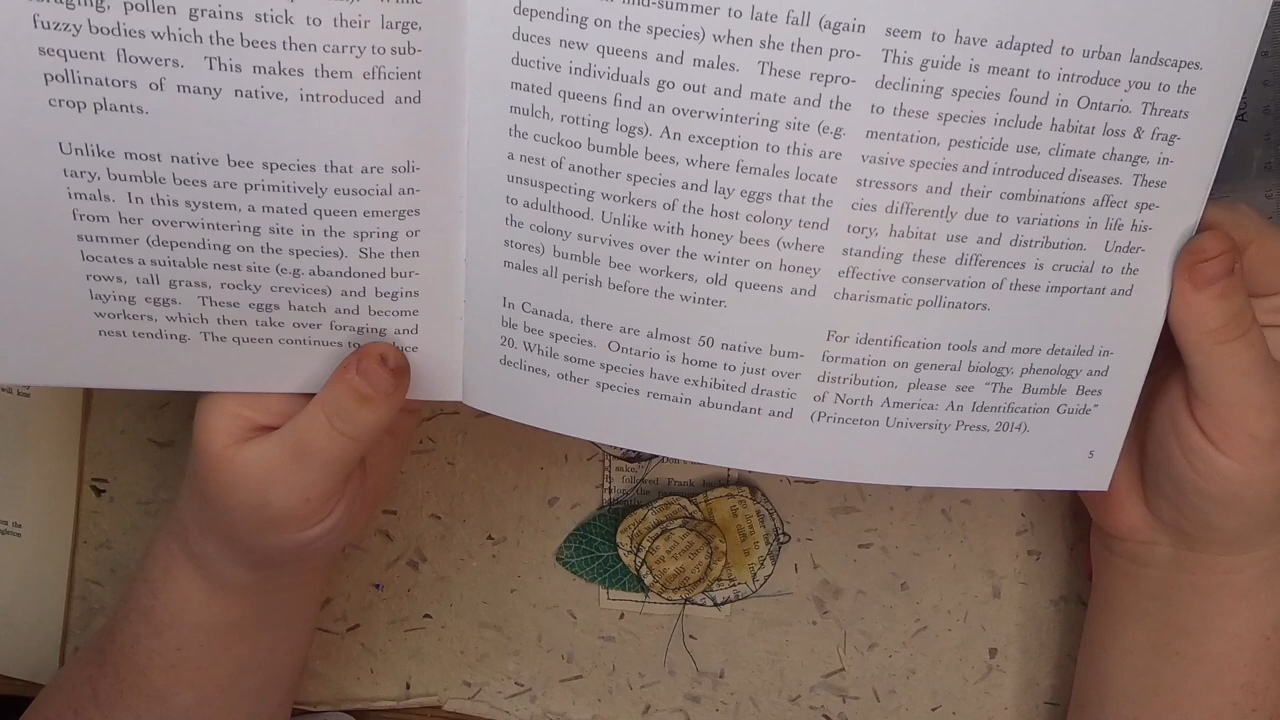 foraging, pollen grains stick to their large,
fuzzy bodies which the bees then carry to sub-
sequent flowers. This makes them efficient
pollinators of many native, introduced and
crop plants.
Unlike most native bee species that are soli-
tary, bumble bees are primitively eusocial an-
imals. In this system, a mated queen emerges
from her overwintering site in the spring or
summer (depending on the species). She then
locates a suitable nest site (e.g. abandoned bur-
rows, tall grass, rocky crevices) and begins
laying eggs. These eggs hatch and become
workers, which then take over foraging and
nest tending. The queen continues to
mid-summer to late fall (again
depending on the species) when she then pro-
duces new queens and males. These repro-
ductive individuals go out and mate and the
mated queens find an overwintering site (e.g.
mulch, rotting logs). An exception to this are
the cuckoo bumble bees, where females locate
a nest of another species and lay eggs that the
unsuspecting workers of the host colony tend
to adulthood. Unlike with honey bees (where
the colony survives over the winter on honey
stores) bumble bee workers, old queens and
males all perish before the winter.
In Canada, there are almost 50 native bum-
ble bee species. Ontario is home to just over
20. While some species have exhibited drastic
declines, other species remain abundant and
seem to have adapted to urban landscapes.
This guide is meant to introduce you to the
declining species found in Ontario. Threats
to these species include habitat loss & frag-
mentation, pesticide use, climate change, in-
vasive species and introduced diseases. These
stressors and their combinations affect spe-
cies differently due to variations in life his-
tory, habitat use and distribution. Under-
standing these differences is crucial to the
effective conservation of these important and
charismatic pollinators.
For identification tools and more detailed in-
formation on general biology, phenology and
distribution, please see "The Bumble Bees
of North America: An Identification Guide"
(Princeton University Press, 2014).
5
sake."
followed Frank
the
go down to
the cliffs in
Frank